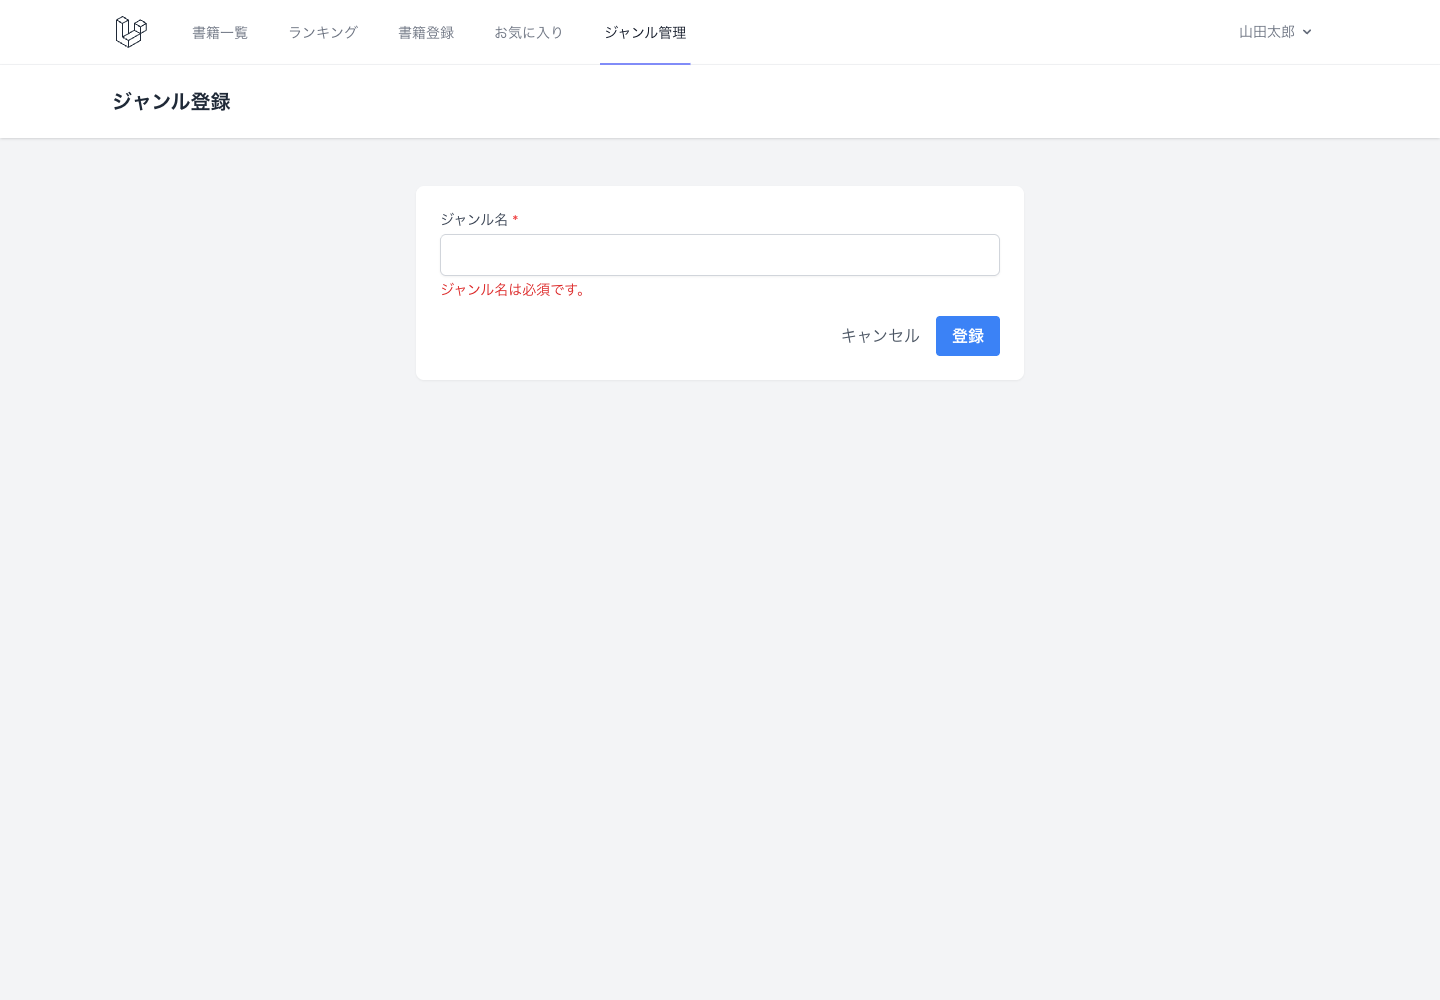 書籍一覧 ランキング 書籍登録 お気に入り ジャンル管理 山田太郎
ジャンル登録
ジャンル名 *
ジャンル名は必須です。
キャンセル 登録